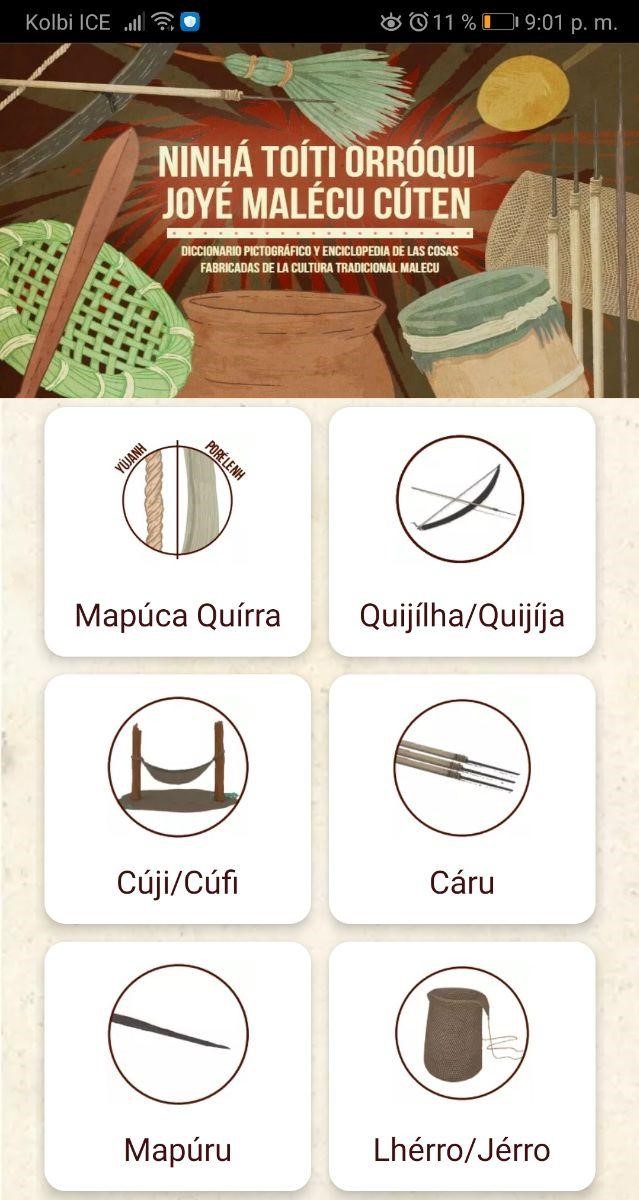 Kolbi ICE 11 % 9:01 p. m.
NINHÁ TOÍTI ORRÓQUI
JOYÉ MALÉCU CÚTEN
DICCIONARIO PICTOGRÁFICO Y ENCICLOPEDIA DE LAS COSAS
FABRICADAS DE LA CULTURA TRADICIONAL MALECU
YÚJANH PORÉLENH
Mapúca Quírra
Quijílha/Quijíja
Cúji/Cúfi
Cáru
Mapúru
Lhérro/Jérro